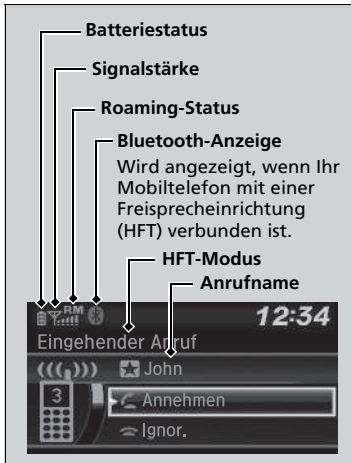 Batteriestatus
Signalstärke
Roaming-Status
Bluetooth-Anzeige
Wird angezeigt, wenn Ihr
Mobiltelefon mit einer
Freisprecheinrichtung
(HFT) verbunden ist.
HFT-Modus
Anrufname
RM
12:34
Eingehender Anruf
John
3
Annehmen
Ignor.